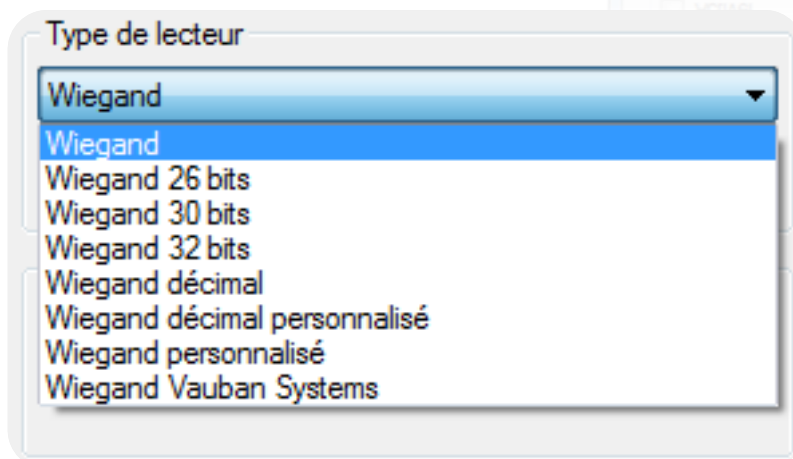 Type de lecteur
Wiegand
Wiegand
Wiegand 26 bits
Wiegand 30 bits
Wiegand 32 bits
Wiegand décimal
Wiegand décimal personnalisé
Wiegand personnalisé
Wiegand Vauban Systems